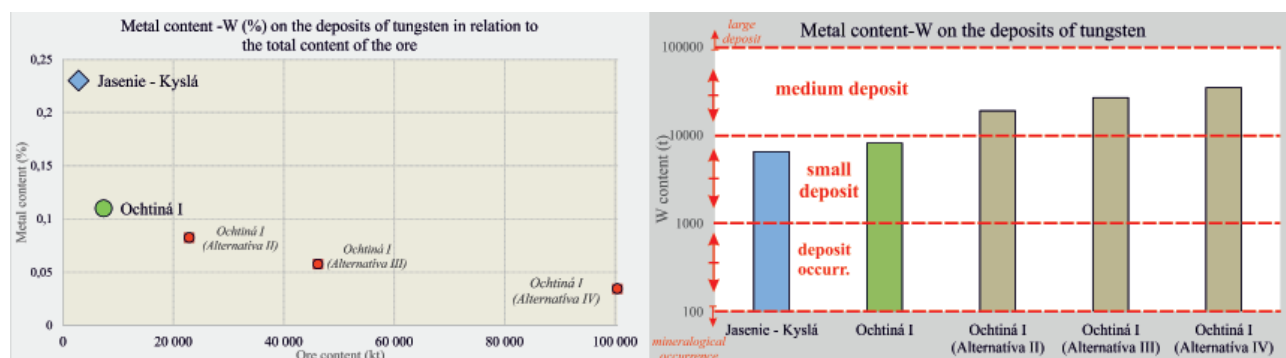 Metal content -W (%) on the deposits of tungsten in relation to
the total content of the ore
Metal content (%)
0,25
0,2
0,15
0,1
0,05
0
Jasenie - Kyslá
Ochtiná I
Ochtiná I
(Alternatíva II)
Ochtiná I
(Alternatíva III)
Ochtiná I
(Alternatíva IV)
0
20 000
40 000
60 000
80 000
100 000
Ore content (kt)
large
deposit
Metal content-W on the deposits of tungsten
W content (t)
100000
10000
1000
100
medium deposit
small
deposit
deposit
occurr.
mineralogical
occurrence
Jasenie - Kyslá
Ochtiná I
Ochtiná I
(Alternatíva II)
Ochtiná I
(Alternatíva III)
Ochtiná I
(Alternatíva IV)